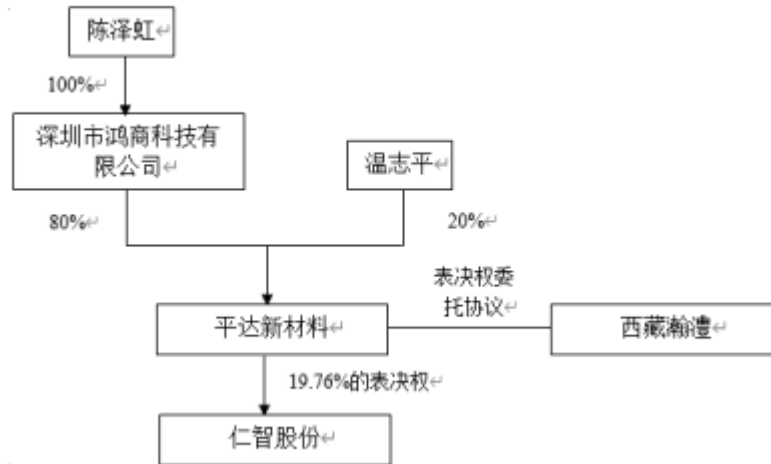 陈泽虹
100%
深圳市鸿商科技有
限公司
温志平
80%
20%
表决权委
托协议
平达新材料
西藏瀚澧
19.76%的表决权
仁智股份